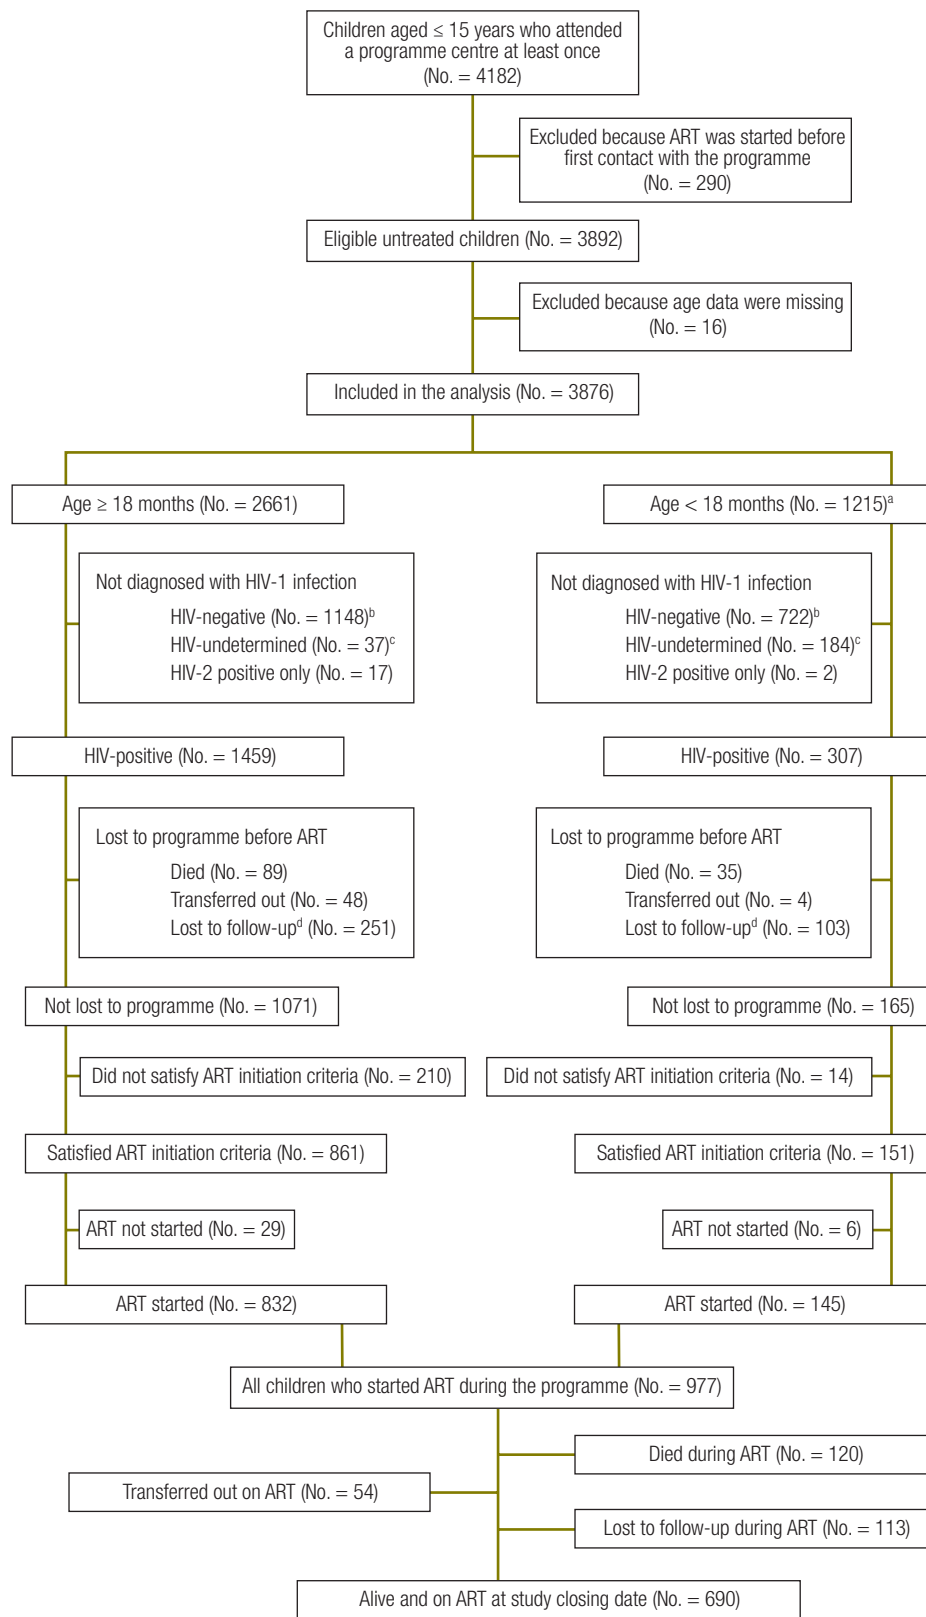 Children aged ≤ 15 years who attended
a programme centre at least once
(No. = 4182)
Excluded because ART was started before
first contact with the programme
(No. = 290)
Eligible untreated children (No. = 3892)
Excluded because age data were missing
(No. = 16)
Included in the analysis (No. = 3876)
Age ≥ 18 months (No. = 2661)
Age < 18 months (No. = 1215)a
Not diagnosed with HIV-1 infection
HIV-negative (No. = 1148)b
HIV-undetermined (No. = 37)c
HIV-2 positive only (No. = 17)
Not diagnosed with HIV-1 infection
HIV-negative (No. = 722)b
HIV-undetermined (No. = 184)c
HIV-2 positive only (No. = 2)
HIV-positive (No. = 1459)
HIV-positive (No. = 307)
Lost to programme before ART
Died (No. = 89)
Transferred out (No. = 48)
Lost to follow-upd (No. = 251)
Lost to programme before ART
Died (No. = 35)
Transferred out (No. = 4)
Lost to follow-upd (No. = 103)
Not lost to programme (No. = 1071)
Not lost to programme (No. = 165)
Did not satisfy ART initiation criteria (No. = 210)
Did not satisfy ART initiation criteria (No. = 14)
Satisfied ART initiation criteria (No. = 861)
Satisfied ART initiation criteria (No. = 151)
ART not started (No. = 29)
ART not started (No. = 6)
ART started (No. = 832)
ART started (No. = 145)
All children who started ART during the programme (No. = 977)
Died during ART (No. = 120)
Transferred out on ART (No. = 54)
Lost to follow-up during ART (No. = 113)
Alive and on ART at study closing date (No. = 690)